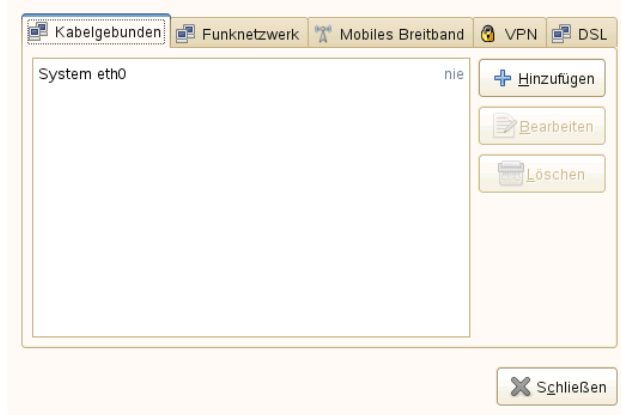 Kabelgebunden Funknetzwerk Mobiles Breitband VPN DSL
System eth0 nie
Hinzufügen
Bearbeiten
Löschen
Schließen